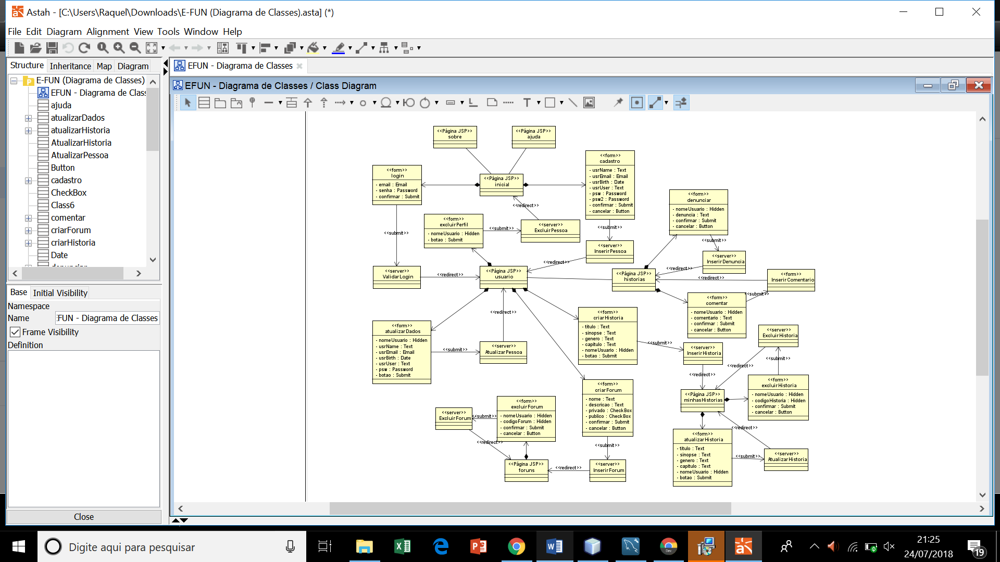 Astah - [C:\Users\Raquel\Downloads\E-FUN (Diagrama de Classes).asta] (*)
File Edit Diagram Alignment View Tools Window Help
Structure Inheritance Map Diagram
E-FUN (Diagrama de Classes)
EFUN - Diagrama de Clas
ajuda
atualizarDados
atualizarHistoria
AtualizarHistoria
AtualizarPessoa
Button
cadastro
CheckBox
Class6
comentar
criarForum
criarHistoria
Date
Base Initial Visibility
Namespace
Name FUN - Diagrama de Classes
Frame Visibility
Definition
Close
EFUN - Diagrama de Classes
EFUN - Diagrama de Classes / Class Diagram
<<Página JSP>>
sobre
<<Página JSP>>
ajuda
<<form>>
login
- email : Email
- senha : Password
- confirmar : Submit
<<Página JSP>>
inicial
<<form>>
cadastro
- usrName : Text
- usrEmail : Email
- usrBirth : Date
- usrUser : Text
- psw : Password
- psw2 : Password
- confirmar : Submit
- cancelar : Button
<<redirect>>
<<form>>
denunciar
- nomeUsuario : Hidden
- denuncia : Text
- confirmar : Submit
- cancelar : Button
<<form>>
excluirPerfil
- nomeUsuario : Hidden
- botao : Submit
<<submit>>
<<server>>
ExcluirPessoa
<<submit>>
<<submit>>
<<submit>>
<<server>>
InserirPessoa
<<redirect>>
<<server>>
InserirDenuncia
<<redirect>>
<<server>>
ValidarLogin
<<redirect>>
<<Página JSP>>
usuario
<<Página JSP>>
historias
<<redirect>>
<<form>>
InserirComentario
<<submit>>
<<form>>
comentar
- nomeUsuario : Hidden
- comentario : Text
- confirmar : Submit
- cancelar : Button
<<redirect>>
<<form>>
criarHistoria
- titulo : Text
- sinopse : Text
- genero : Text
- capitulo : Text
- nomeUsuario : Hidden
- botao : Submit
<<form>>
atualizarDados
- nomeUsuario : Hidden
- usrName : Text
- usrEmail : Email
- usrBirth : Date
- usrUser : Text
- psw : Password
- botao : Submit
<<submit>>
<<server>>
AtualizarPessoa
<<submit>>
<<server>>
InserirHistoria
<<server>>
ExcluirHistoria
<<submit>>
<<redirect>>
<<redirect>>
<<form>>
criarForum
- nome : Text
- descricao : Text
- privado : CheckBox
- publico : CheckBox
- confirmar : Submit
- cancelar : Button
<<Página JSP>>
minhasHistorias
<<form>>
excluirHistoria
- nomeUsuario : Hidden
- codigoHistoria : Hidden
- confirmar : Submit
- cancelar : Button
<<server>>
ExcluirForum
<<submit>>
<<form>>
excluirForum
- nomeUsuario : Hidden
- codigoForum : Hidden
- confirmar : Submit
- cancelar : Button
<<redirect>>
<<redirect>>
<<submit>>
<<form>>
atualizarHistoria
- titulo : Text
- sinopse : Text
- genero : Text
- capitulo : Text
- nomeUsuario : Hidden
- botao : Submit
<<submit>>
<<server>>
AtualizarHistoria
<<Página JSP>>
foruns
<<redirect>>
<<server>>
InserirForum
Digite aqui para pesquisar
Dev
21:25
24/07/2018
19